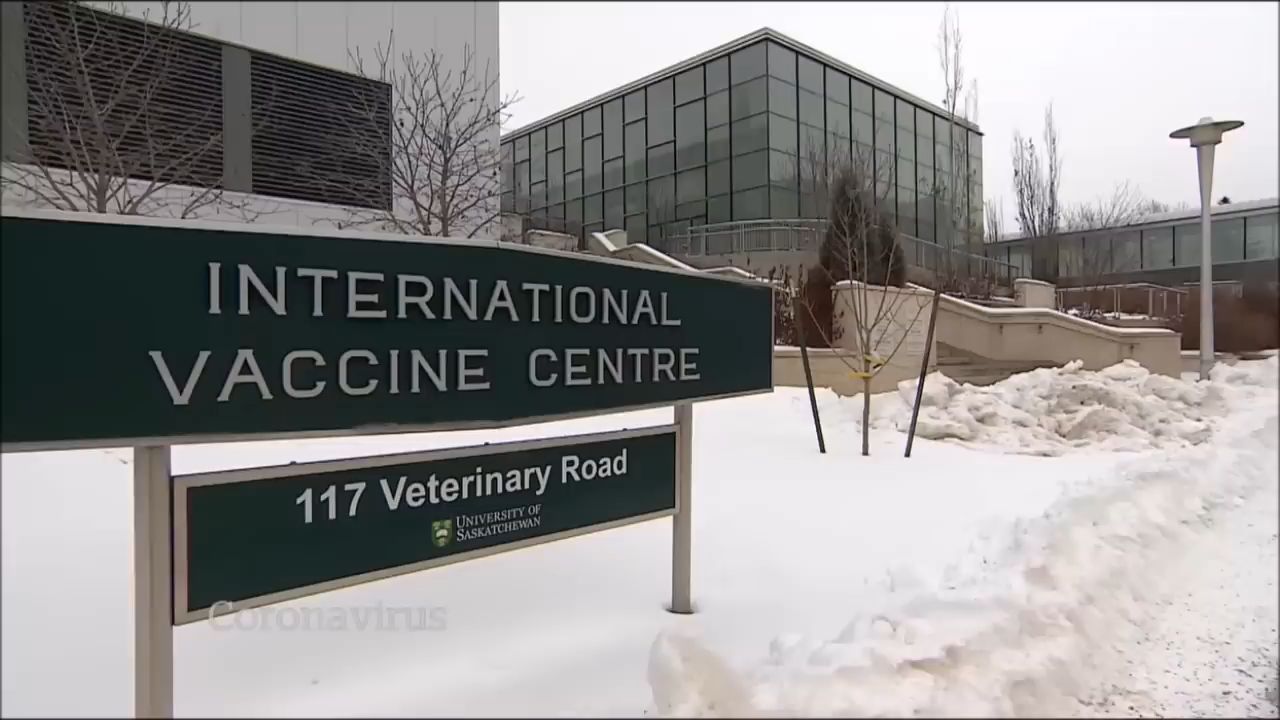 INTERNATIONAL
VACCINE CENTRE
117 Veterinary Road
UNIVERSITY OF
SASKATCHEWAN
Coronavirus